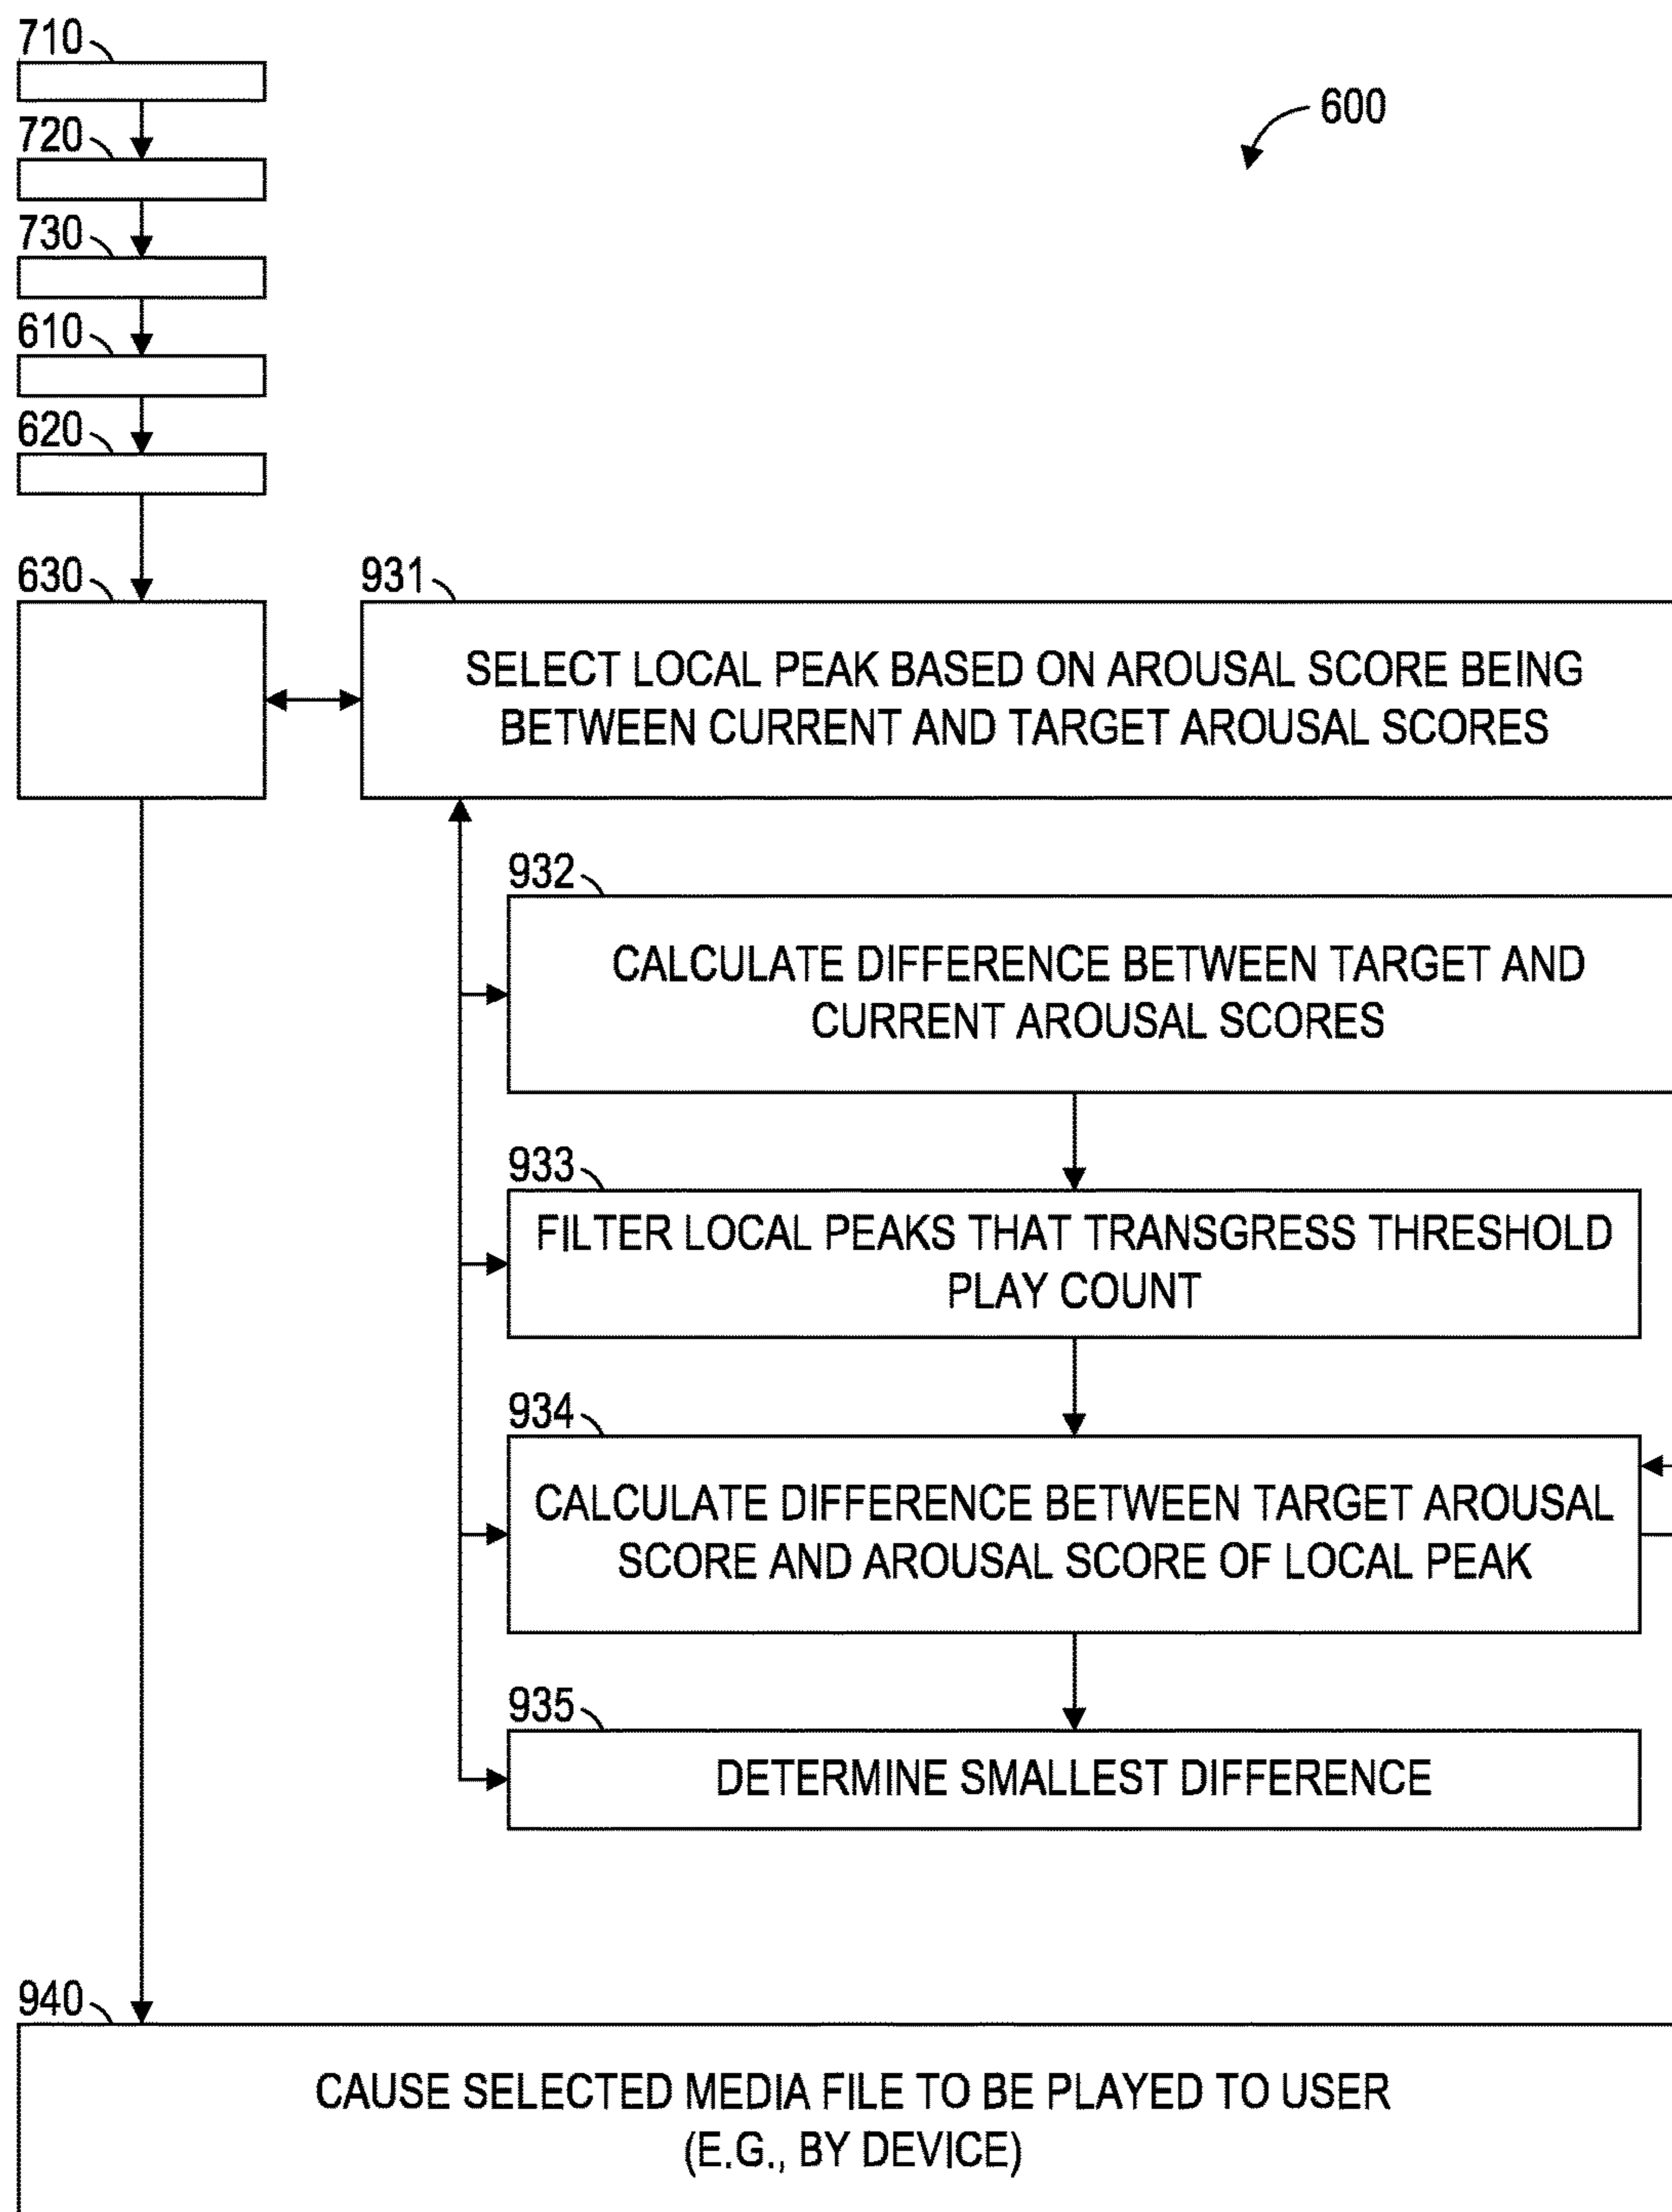 710
600
720
730
610
620
630
931
SELECT LOCAL PEAK BASED ON AROUSAL SCORE BEING
BETWEEN CURRENT AND TARGET AROUSAL SCORES
932
CALCULATE DIFFERENCE BETWEEN TARGET AND
CURRENT AROUSAL SCORES
933
FILTER LOCAL PEAKS THAT TRANSGRESS THRESHOLD
PLAY COUNT
934
CALCULATE DIFFERENCE BETWEEN TARGET AROUSAL
SCORE AND AROUSAL SCORE OF LOCAL PEAK
935
DETERMINE SMALLEST DIFFERENCE
940
CAUSE SELECTED MEDIA FILE TO BE PLAYED TO USER
(E.G., BY DEVICE)